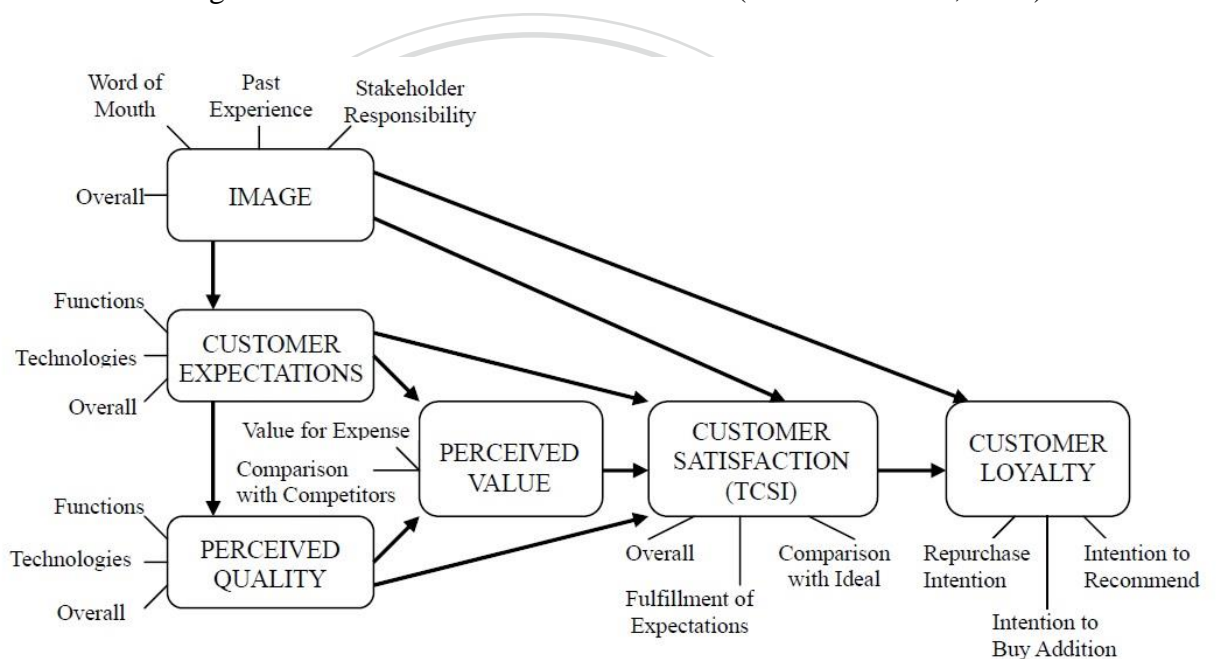 Word of
Mouth
Past
Experience
Stakeholder
Responsibility
Overall
IMAGE
Functions
Technologies
Overall
CUSTOMER
EXPECTATIONS
Value for Expense
Comparison
with Competitors
PERCEIVED
VALUE
CUSTOMER
SATISFACTION
(TCSI)
CUSTOMER
LOYALTY
Functions
Technologies
Overall
PERCEIVED
QUALITY
Overall
Fulfillment of
Expectations
Comparison
with Ideal
Repurchase
Intention
Intention to
Buy Addition
Intention to
Recommend